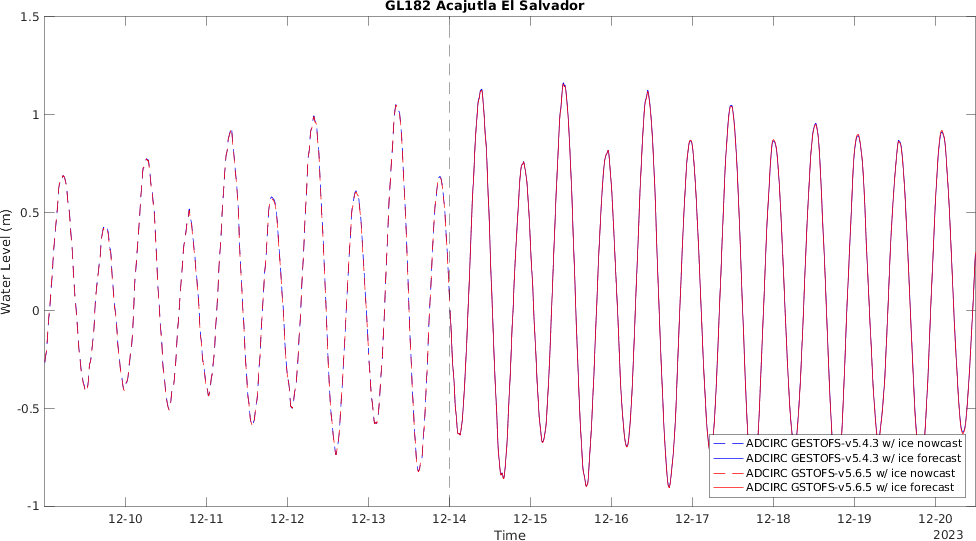 GL182 Acajutla El Salvador
1.5
1
0.5
0
-0.5
-1
Water Level (m)
12-10 12-11 12-12 12-13 12-14 12-15 12-16 12-17 12-18 12-19 12-20
Time
2023
ADCIRC GESTOFS-v5.4.3 w/ ice nowcast
ADCIRC GESTOFS-v5.4.3 w/ ice forecast
ADCIRC GSTOFS-v5.6.5 w/ ice nowcast
ADCIRC GSTOFS-v5.6.5 w/ ice forecast